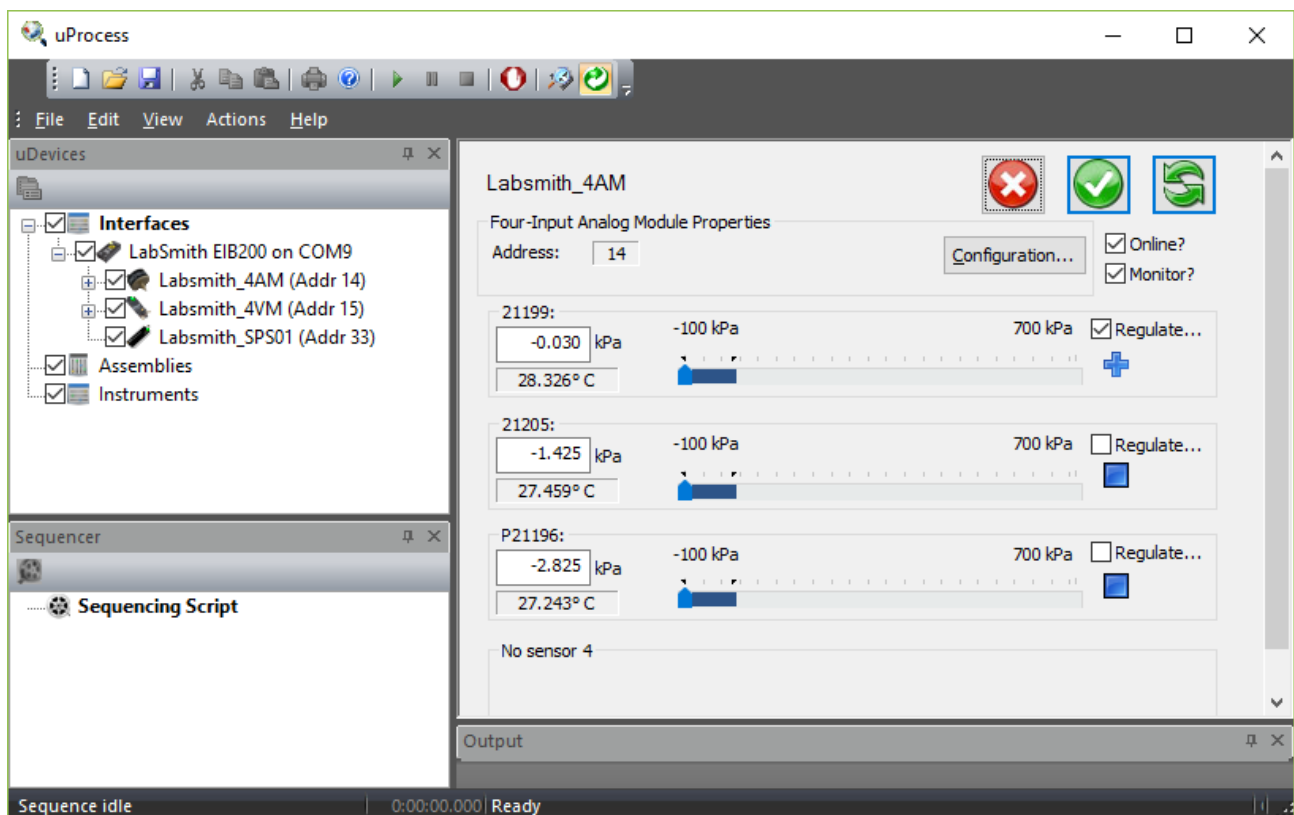 uProcess
File Edit View Actions Help
uDevices
Interfaces
LabSmith EIB200 on COM9
Labsmith_4AM (Addr 14)
Labsmith_4VM (Addr 15)
Labsmith_SPS01 (Addr 33)
Assemblies
Instruments
Sequencer
Sequencing Script
Labsmith_4AM
Four-Input Analog Module Properties
Address: 14
Configuration...
Online?
Monitor?
21199:
-0.030 kPa
-100 kPa 700 kPa
Regulate...
28.326° C
21205:
-1.425 kPa
-100 kPa 700 kPa
Regulate...
27.459° C
P21196:
-2.825 kPa
-100 kPa 700 kPa
Regulate...
27.243° C
No sensor 4
Output
Sequence idle 0:00:00.000 Ready